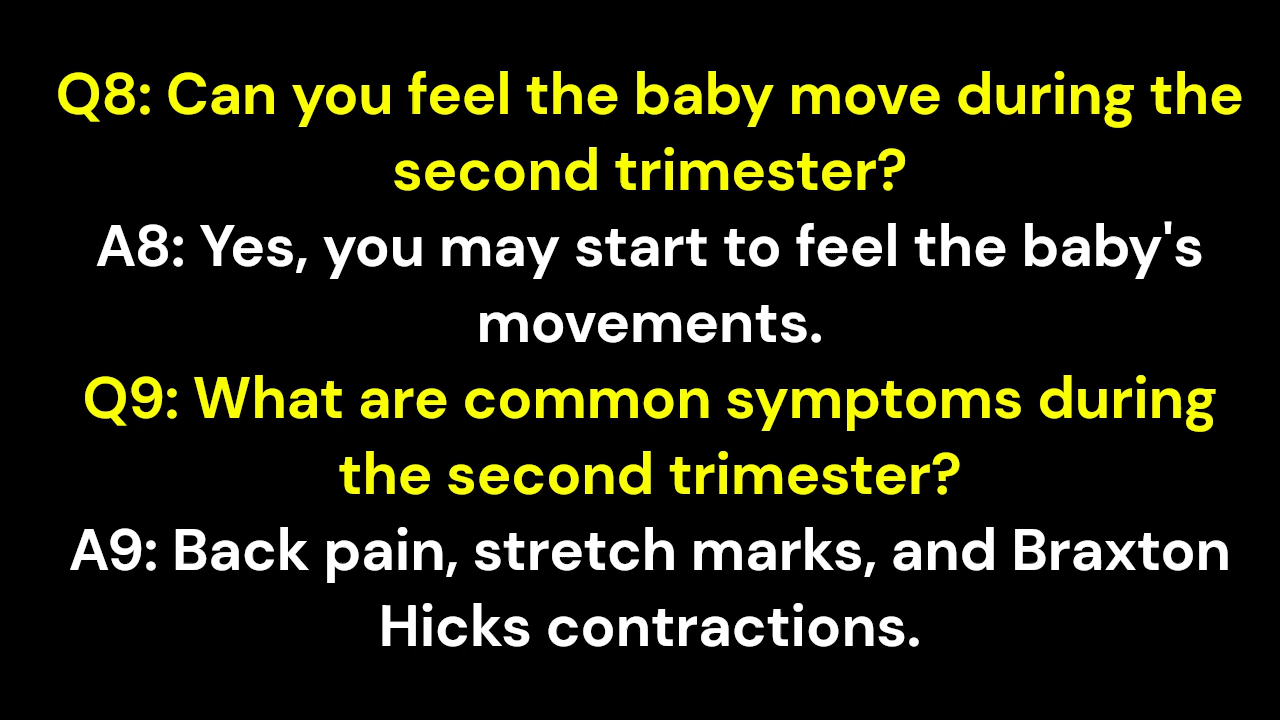 Q8: Can you feel the baby move during the
second trimester?
A8: Yes, you may start to feel the baby's
movements.
Q9: What are common symptoms during
the second trimester?
A9: Back pain, stretch marks, and Braxton
Hicks contractions.